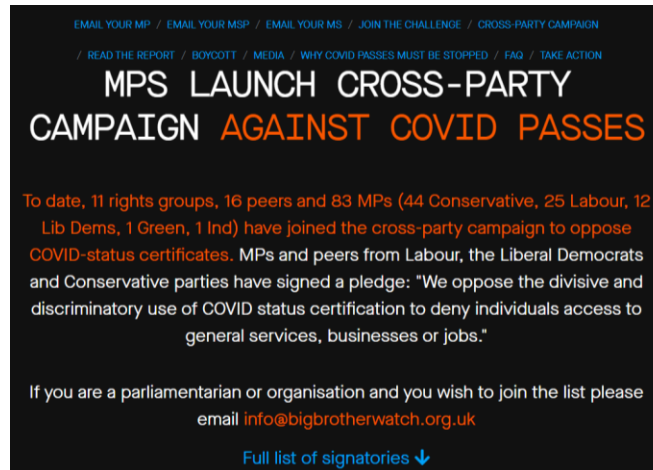 EMAIL YOUR MP / EMAIL YOUR MSP / EMAIL YOUR MS / JOIN THE CHALLENGE / CROSS-PARTY CAMPAIGN
/ READ THE REPORT / BOYCOTT / MEDIA / WHY COVID PASSES MUST BE STOPPED / FAQ / TAKE ACTION
MPS LAUNCH CROSS-PARTY
CAMPAIGN AGAINST COVID PASSES
To date, 11 rights groups, 16 peers and 83 MPs (44 Conservative, 25 Labour, 12
Lib Dems, 1 Green, 1 Ind) have joined the cross-party campaign to oppose
COVID-status certificates. MPs and peers from Labour, the Liberal Democrats
and Conservative parties have signed a pledge: "We oppose the divisive and
discriminatory use of COVID status certification to deny individuals access to
general services, businesses or jobs."
If you are a parliamentarian or organisation and you wish to join the list please
email info@bigbrotherwatch.org.uk
Full list of signatories ↓